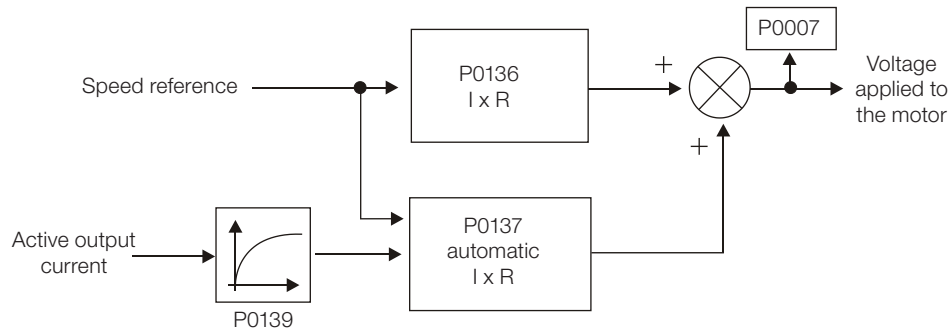 P0007
Speed reference
P0136
I x R
+
Voltage
applied to
the motor
+
P0137
automatic
I x R
Active output
current
P0139